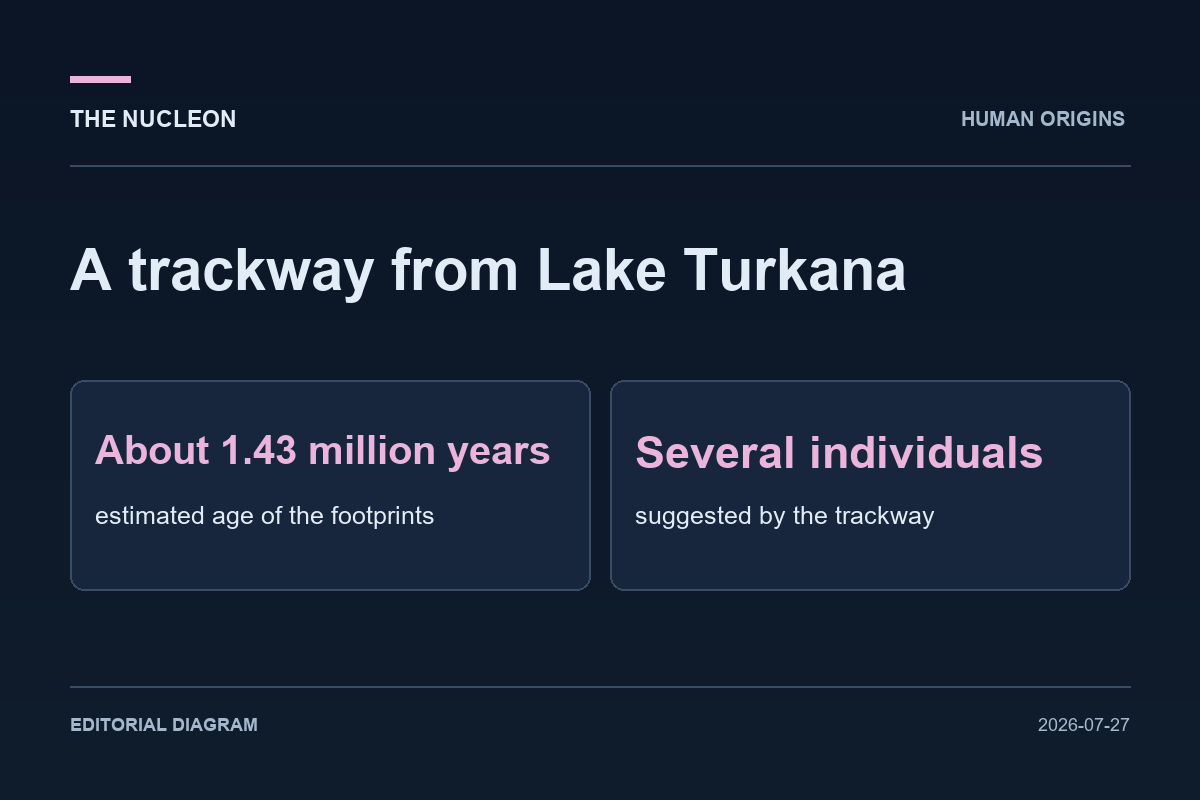 THE NUCLEON
HUMAN ORIGINS
A trackway from Lake Turkana
About 1.43 million years
estimated age of the footprints
Several individuals
suggested by the trackway
EDITORIAL DIAGRAM
2026-07-27